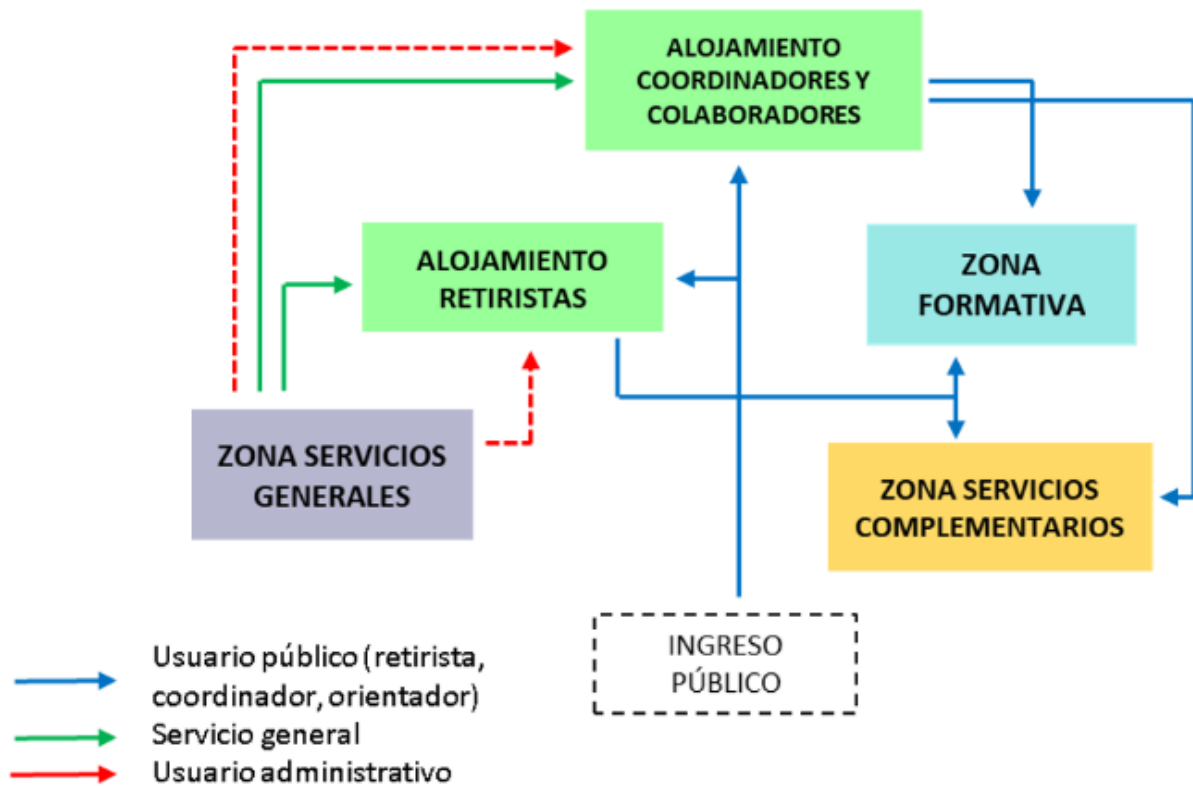 ALOJAMIENTO
COORDINADORES Y
COLABORADORES
ALOJAMIENTO
RETIRISTAS
ZONA
FORMATIVA
ZONA SERVICIOS
GENERALES
ZONA SERVICIOS
COMPLEMENTARIOS
INGRESO
PÚBLICO
Usuario público (retirista,
coordinador, orientador)
Servicio general
Usuario administrativo